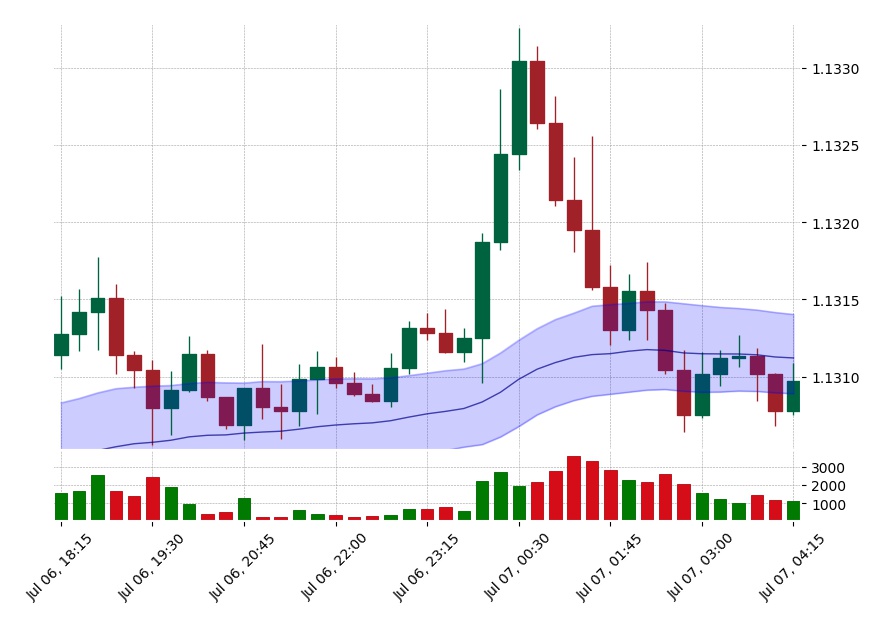 1.1330
1.1325
1.1320
1.1315
1.1310
3000
2000
1000
Jul 06, 18:15
Jul 06, 19:30
Jul 06, 20:45
Jul 06, 22:00
Jul 06, 23:15
Jul 07, 00:30
Jul 07, 01:45
Jul 07, 03:00
Jul 07, 04:15